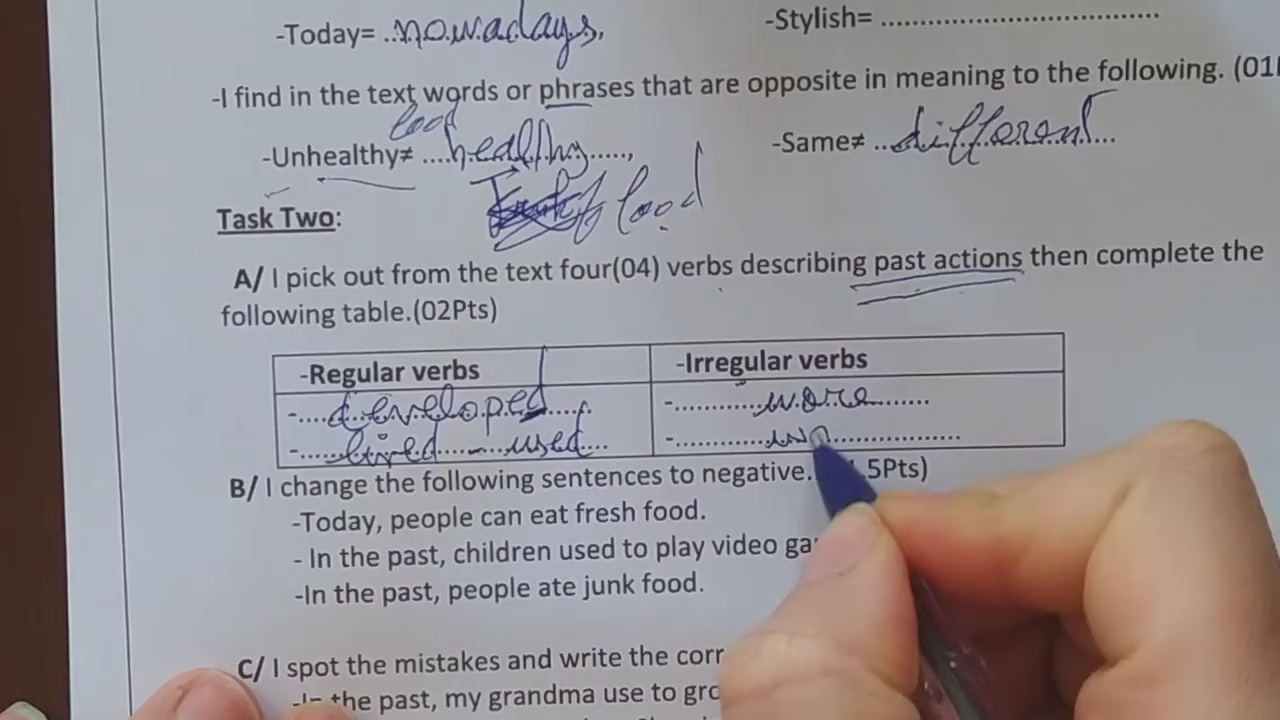 -Today= ..nowadays. -Stylish= ....................................
-I find in the text words or phrases that are opposite in meaning to the following. (01
food
-Unhealthy≠ ....healthy......, -Same≠ ..different...
food
Task Two:
A/ I pick out from the text four(04) verbs describing past actions then complete the
following table.(02Pts)
-Regular verbs -Irregular verbs
-....developed..... -............wore........
-......lived......-...used.... -............
B/ I change the following sentences to negative. .5Pts)
-Today, people can eat fresh food.
- In the past, children used to play video
-In the past, people ate junk food.
C/ I spot the mistakes and write the
the past, my grandma use to